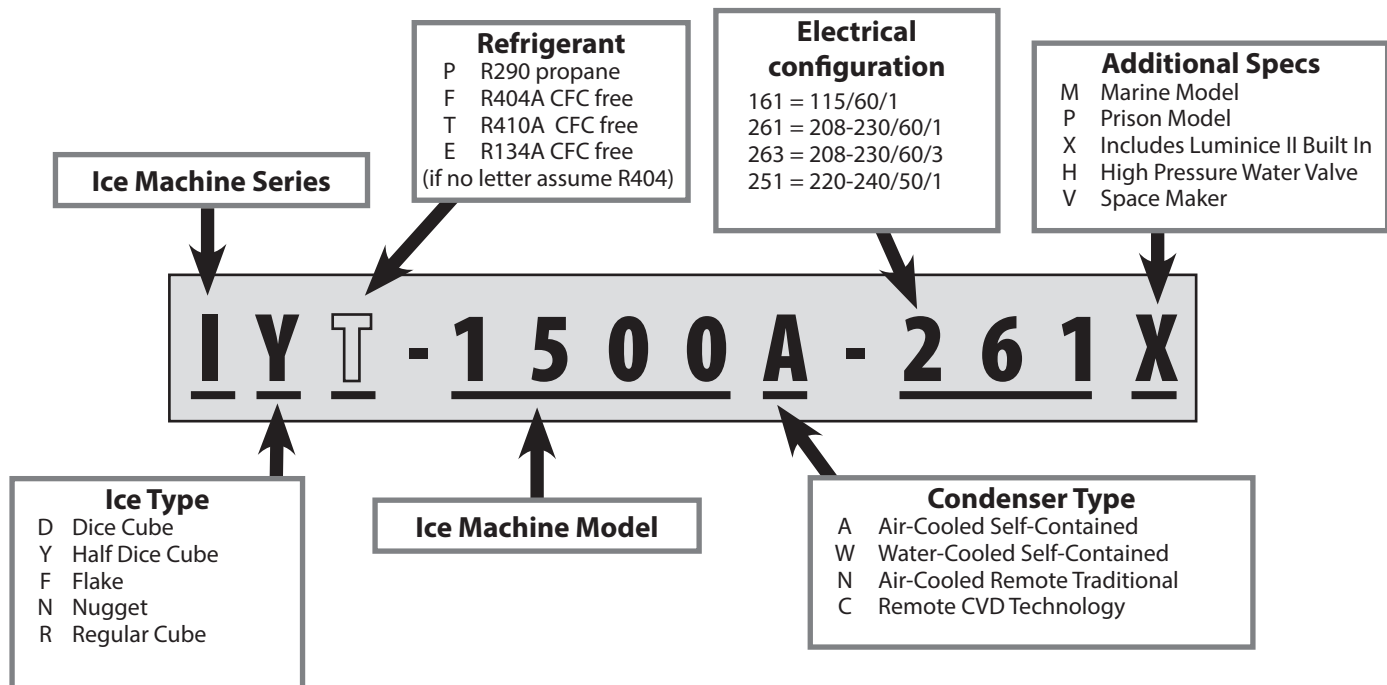 Refrigerant
P R290 propane
F R404A CFC free
T R410A CFC free
E R134A CFC free
(if no letter assume R404)
Electrical
configuration
161 = 115/60/1
261 = 208-230/60/1
263 = 208-230/60/3
251 = 220-240/50/1
Additional Specs
M Marine Model
P Prison Model
X Includes Luminice II Built In
H High Pressure Water Valve
V Space Maker
Ice Machine Series
I Y T - 1 5 0 0 A - 2 6 1 X
Ice Type
D Dice Cube
Y Half Dice Cube
F Flake
N Nugget
R Regular Cube
Ice Machine Model
Condenser Type
A Air-Cooled Self-Contained
W Water-Cooled Self-Contained
N Air-Cooled Remote Traditional
C Remote CVD Technology